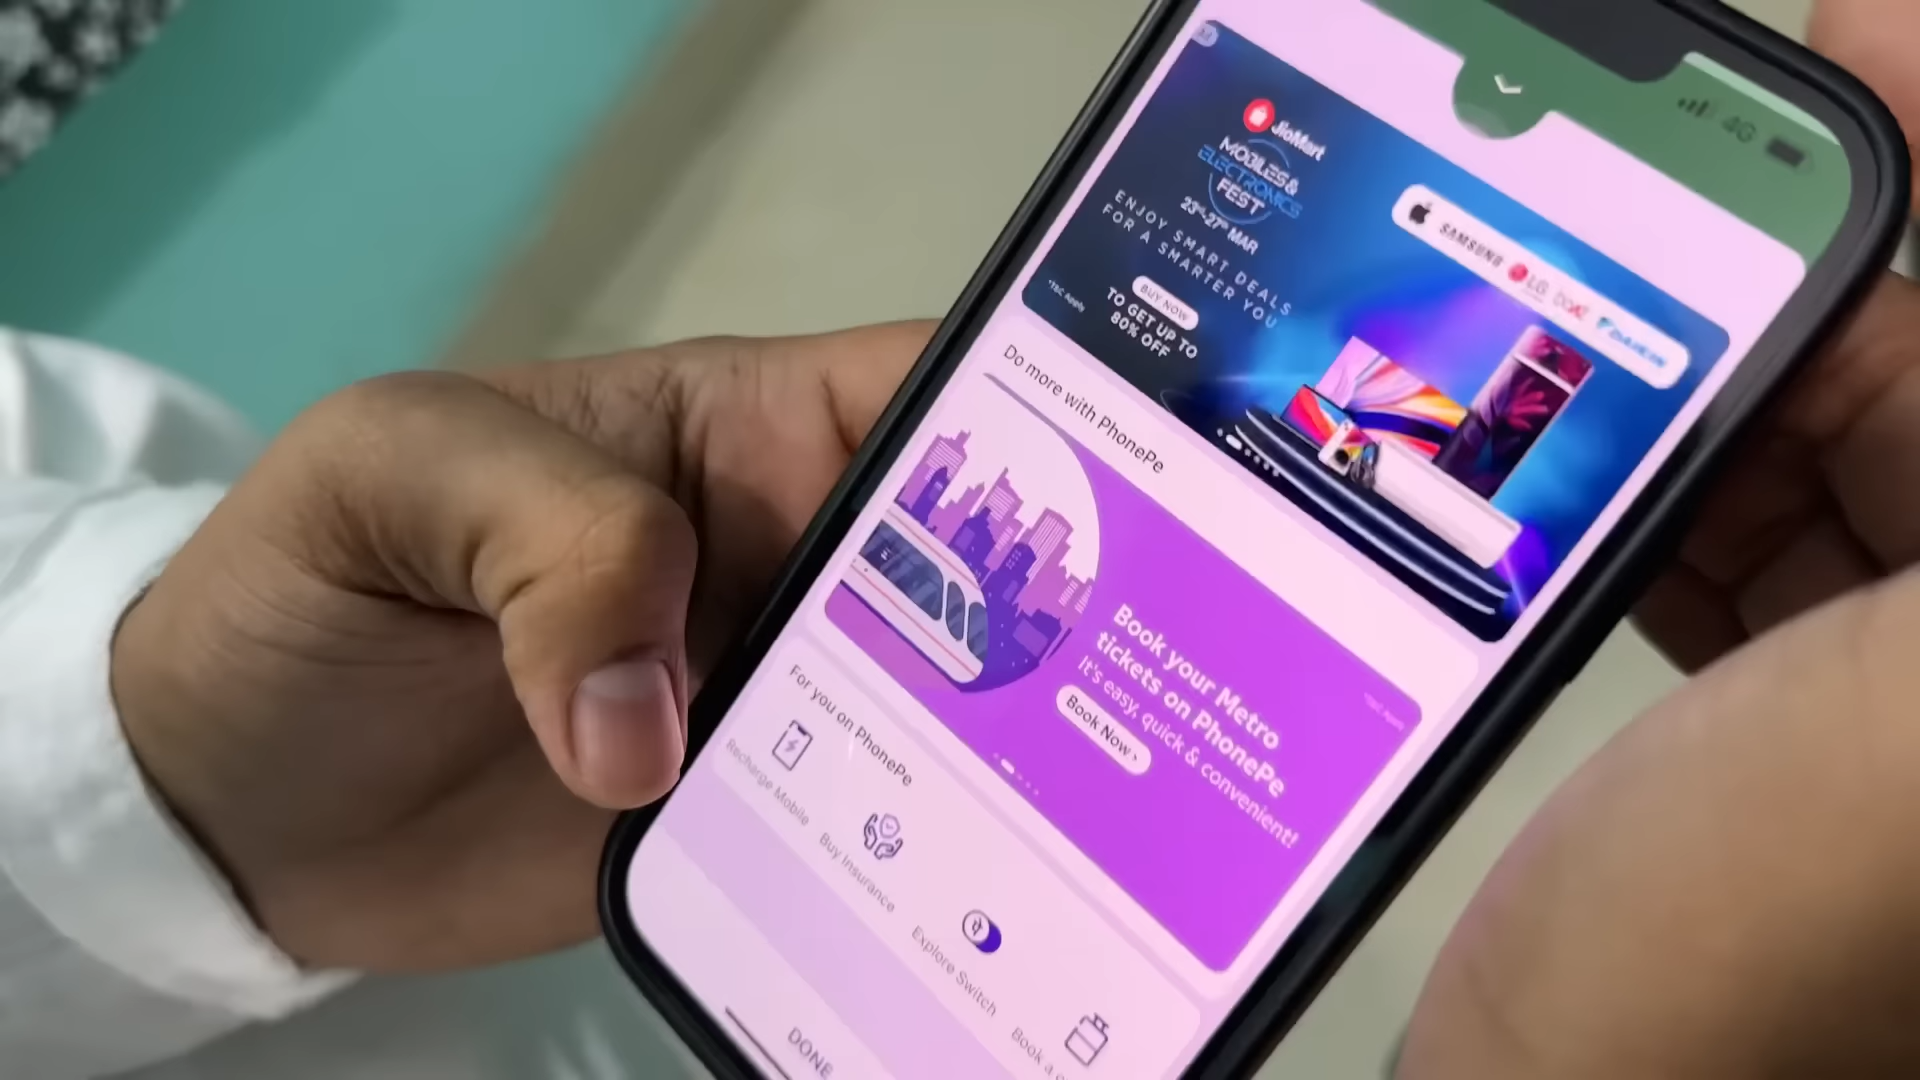 4G
JioMart
MOBILES &
ELECTRONICS
FEST
23rd-27th MAR
ENJOY SMART DEALS
FOR A SMARTER YOU
BUY NOW
TO GET UP TO
80% OFF
*T&C Apply
SAMSUNG LG boAt DAIKIN
Do more with PhonePe
Book your Metro
tickets on PhonePe
It's easy, quick & convenient!
Book Now ›
For you on PhonePe
Recharge Mobile
Buy Insurance
Explore Switch
Book a
DONE